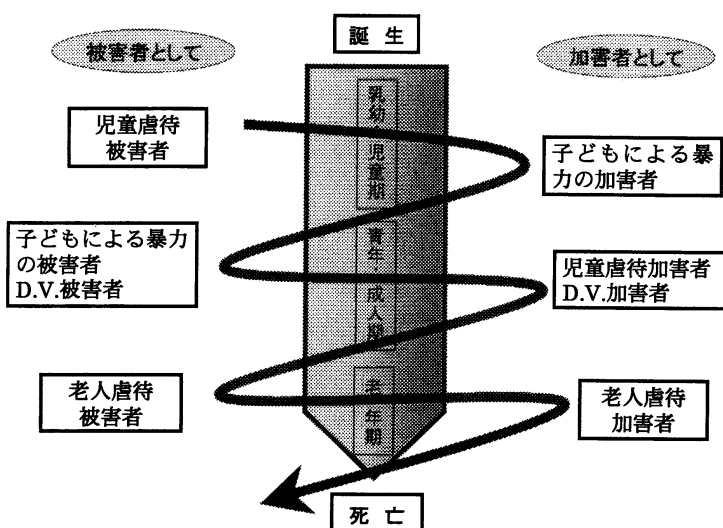 誕 生
被害者として
加害者として
児童虐待
被害者
子どもによる暴
力の加害者
乳幼・児童期
子どもによる暴力
の被害者
D.V.被害者
青年・成人期
児童虐待加害者
D.V.加害者
老人虐待
被害者
老年期
老人虐待
加害者
死 亡